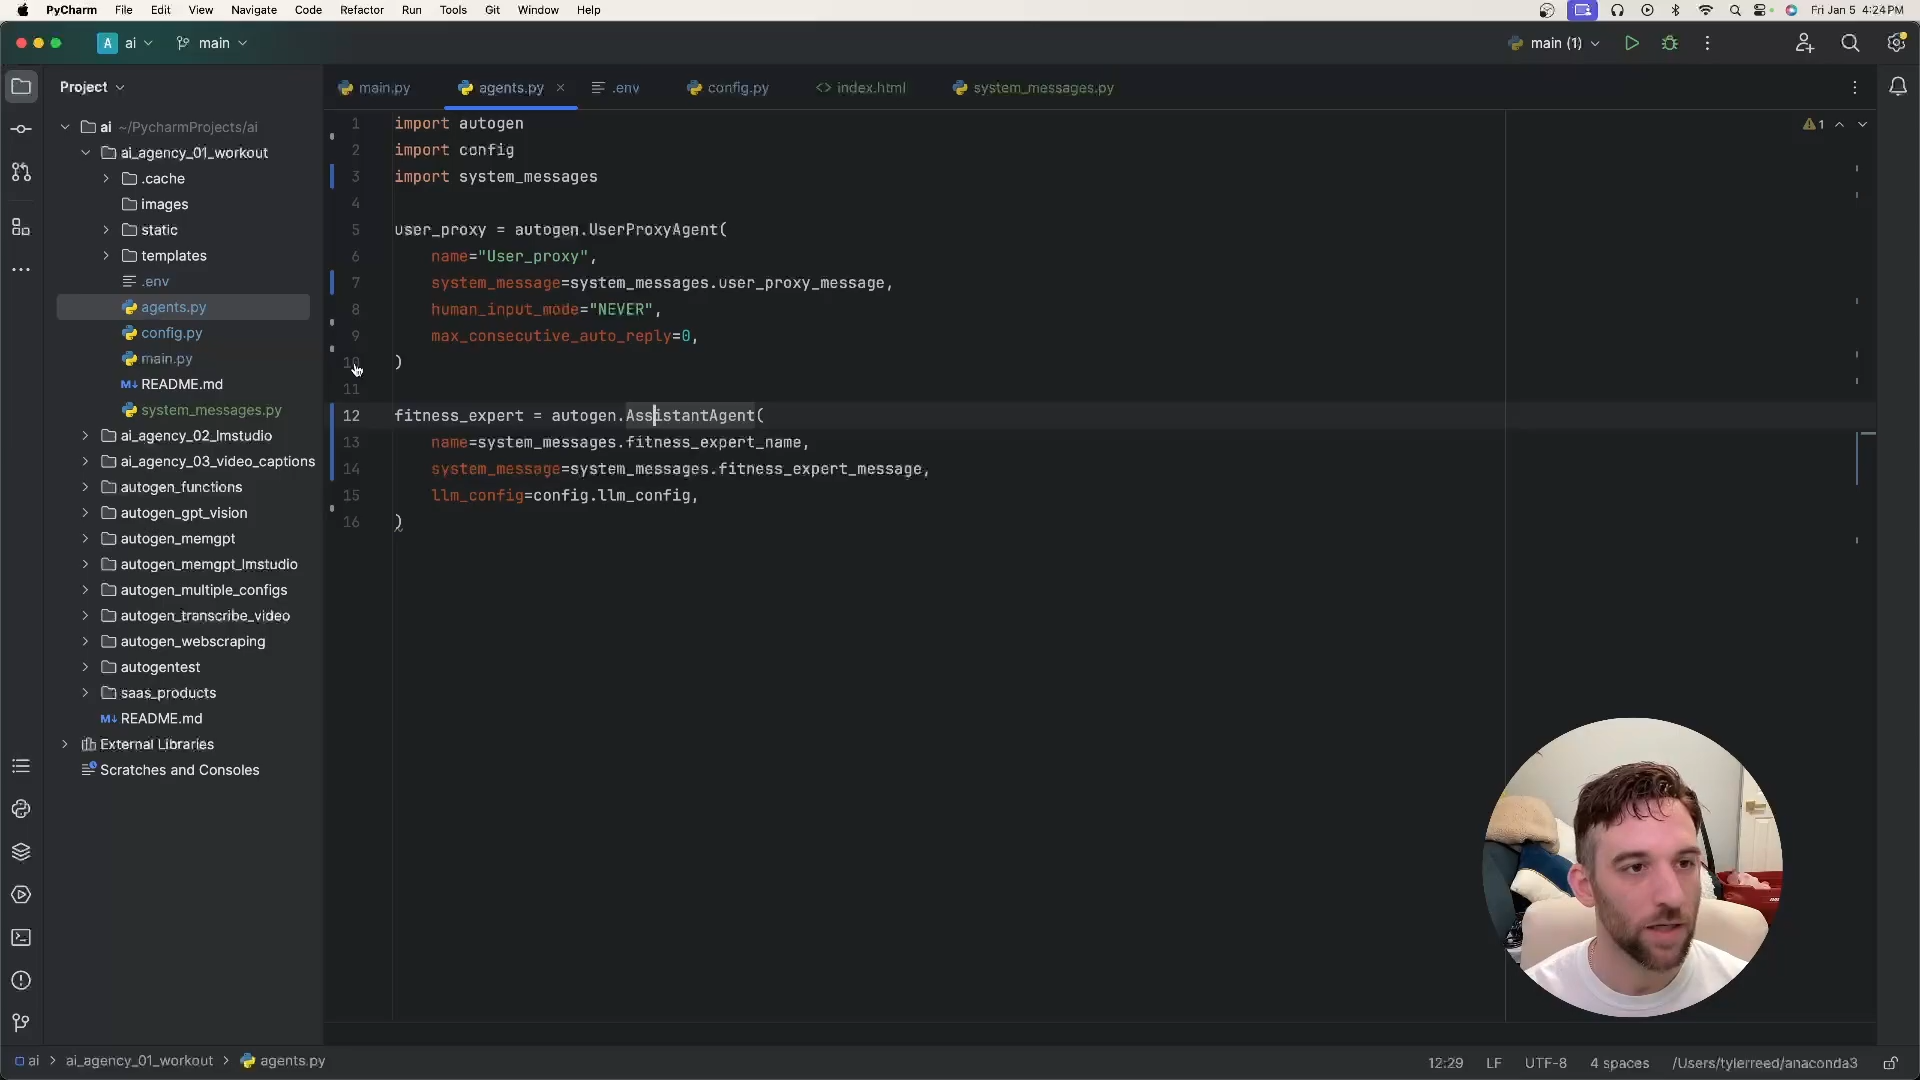 PyCharm File Edit View Navigate Code Refactor Run Tools Git Window Help Fri Jan 5 4:24PM
A ai main main (1)
Project
main.py agents.py .env config.py index.html system_messages.py
ai ~/PycharmProjects/ai
ai_agency_01_workout
.cache
images
static
templates
.env
agents.py
config.py
main.py
README.md
system_messages.py
ai_agency_02_lmstudio
ai_agency_03_video_captions
autogen_functions
autogen_gpt_vision
autogen_memgpt
autogen_memgpt_lmstudio
autogen_multiple_configs
autogen_transcribe_video
autogen_webscraping
autogentest
saas_products
README.md
External Libraries
Scratches and Consoles
1 import autogen
2 import config
3 import system_messages
4
5 user_proxy = autogen.UserProxyAgent(
6 name="User_proxy",
7 system_message=system_messages.user_proxy_message,
8 human_input_mode="NEVER",
9 max_consecutive_auto_reply=0,
10 )
11
12 fitness_expert = autogen.AssistantAgent(
13 name=system_messages.fitness_expert_name,
14 system_message=system_messages.fitness_expert_message,
15 llm_config=config.llm_config,
16 )
1
ai > ai_agency_01_workout > agents.py
12:29 LF UTF-8 4 spaces /Users/tylerreed/anaconda3